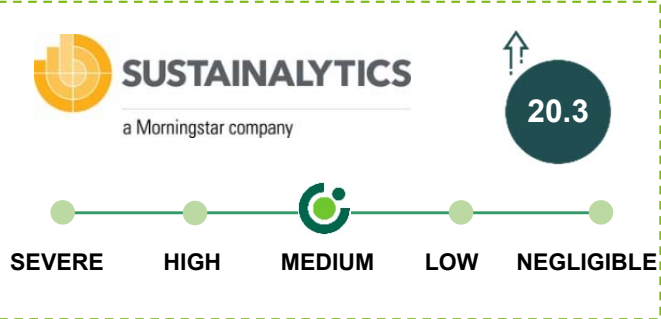 SUSTAINALYTICS
a Morningstar company
20.3
SEVERE HIGH MEDIUM LOW NEGLIGIBLE